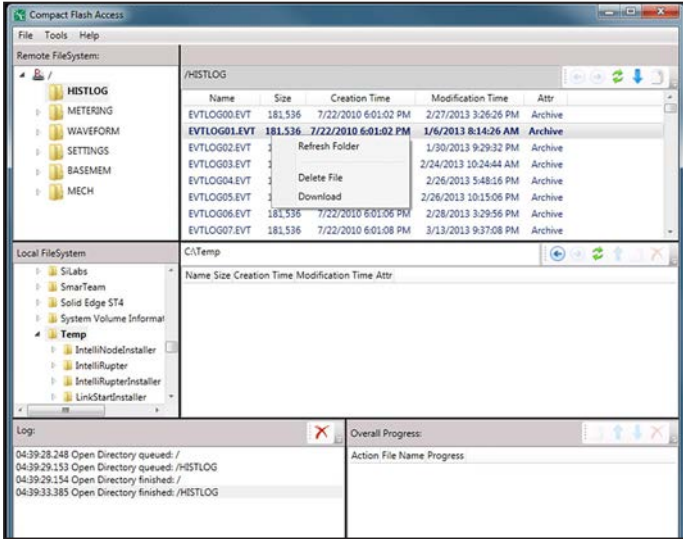 Compact Flash Access
File Tools Help
Remote FileSystem:
/
HISTLOG
METERING
WAVEFORM
SETTINGS
BASEMEM
MECH
/HISTLOG
Name Size Creation Time Modification Time Attr
EVTLOG00.EVT 181,536 7/22/2010 6:01:02 PM 2/27/2013 3:26:26 PM Archive
EVTLOG01.EVT 181,536 7/22/2010 6:01:02 PM 1/6/2013 8:14:26 AM Archive
EVTLOG02.EVT 1 1/30/2013 9:29:32 PM Archive
EVTLOG03.EVT 1 2/24/2013 10:24:44 AM Archive
EVTLOG04.EVT 1 2/26/2013 5:48:16 PM Archive
EVTLOG05.EVT 1 2/26/2013 10:15:06 PM Archive
EVTLOG06.EVT 181,536 7/22/2010 6:01:06 PM 2/28/2013 3:29:56 PM Archive
EVTLOG07.EVT 181,536 7/22/2010 6:01:08 PM 3/13/2013 9:37:08 PM Archive
Refresh Folder
Delete File
Download
Local FileSystem
SiLabs
SmarTeam
Solid Edge ST4
System Volume Informat
Temp
IntelliNodeInstaller
IntelliRupter
IntelliRupterInstaller
LinkStartInstaller
C:\Temp
Name Size Creation Time Modification Time Attr
Log:
04:39:28.248 Open Directory queued: /
04:39:29.153 Open Directory queued: /HISTLOG
04:39:29.154 Open Directory finished: /
04:39:33.385 Open Directory finished: /HISTLOG
Overall Progress:
Action File Name Progress